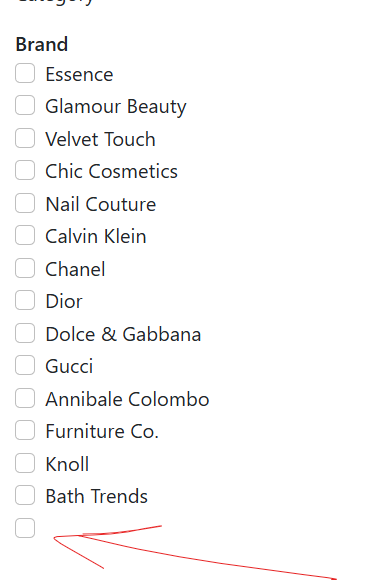 Category
Brand
Essence
Glamour Beauty
Velvet Touch
Chic Cosmetics
Nail Couture
Calvin Klein
Chanel
Dior
Dolce & Gabbana
Gucci
Annibale Colombo
Furniture Co.
Knoll
Bath Trends